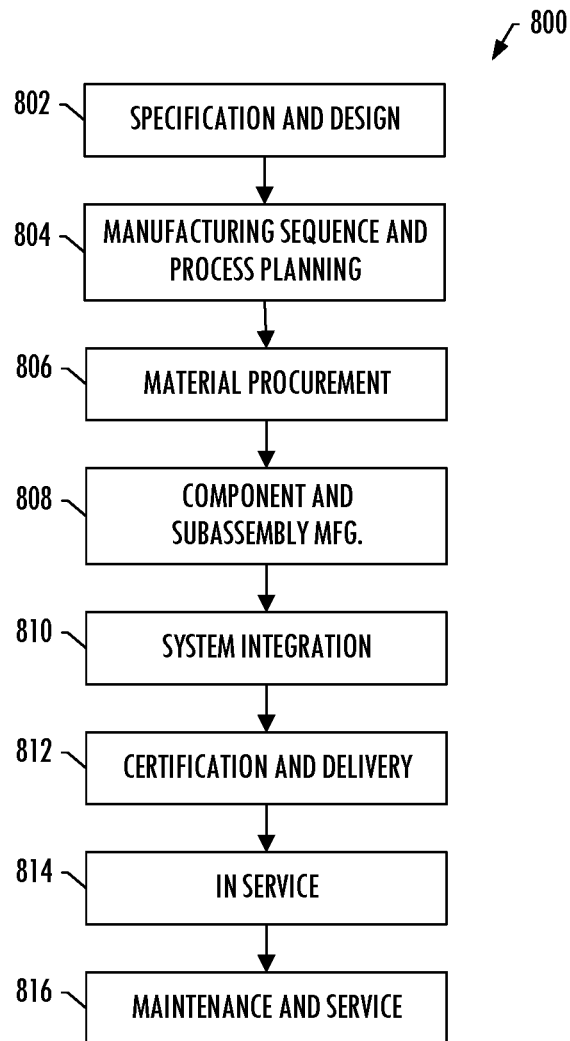 800
802
SPECIFICATION AND DESIGN
804
MANUFACTURING SEQUENCE AND
PROCESS PLANNING
806
MATERIAL PROCUREMENT
808
COMPONENT AND
SUBASSEMBLY MFG.
810
SYSTEM INTEGRATION
812
CERTIFICATION AND DELIVERY
814
IN SERVICE
816
MAINTENANCE AND SERVICE